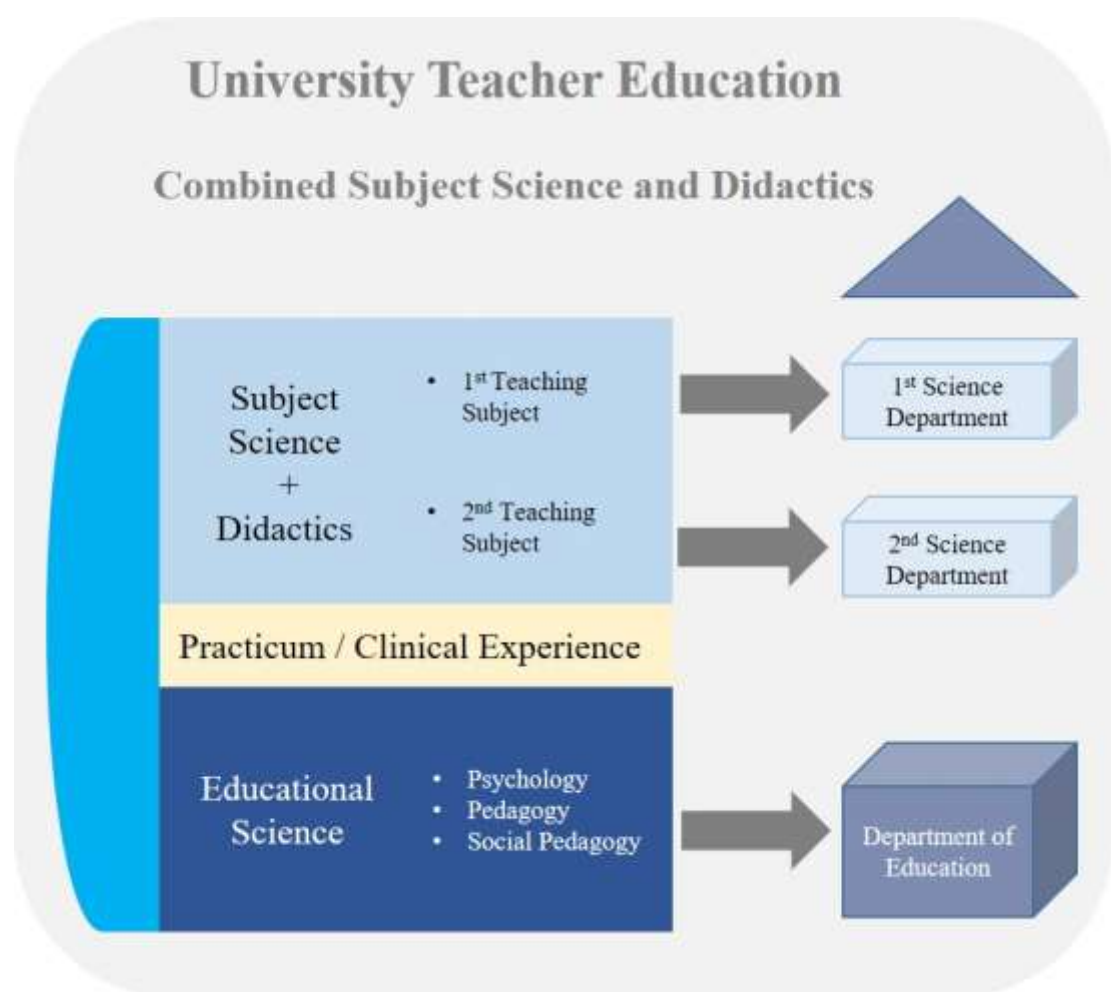 University Teacher Education
Combined Subject Science and Didactics
Subject
Science
+
Didactics
• 1st Teaching
Subject
• 2nd Teaching
Subject
1st Science
Department
2nd Science
Department
Practicum / Clinical Experience
Educational
Science
• Psychology
• Pedagogy
• Social Pedagogy
Department of
Education